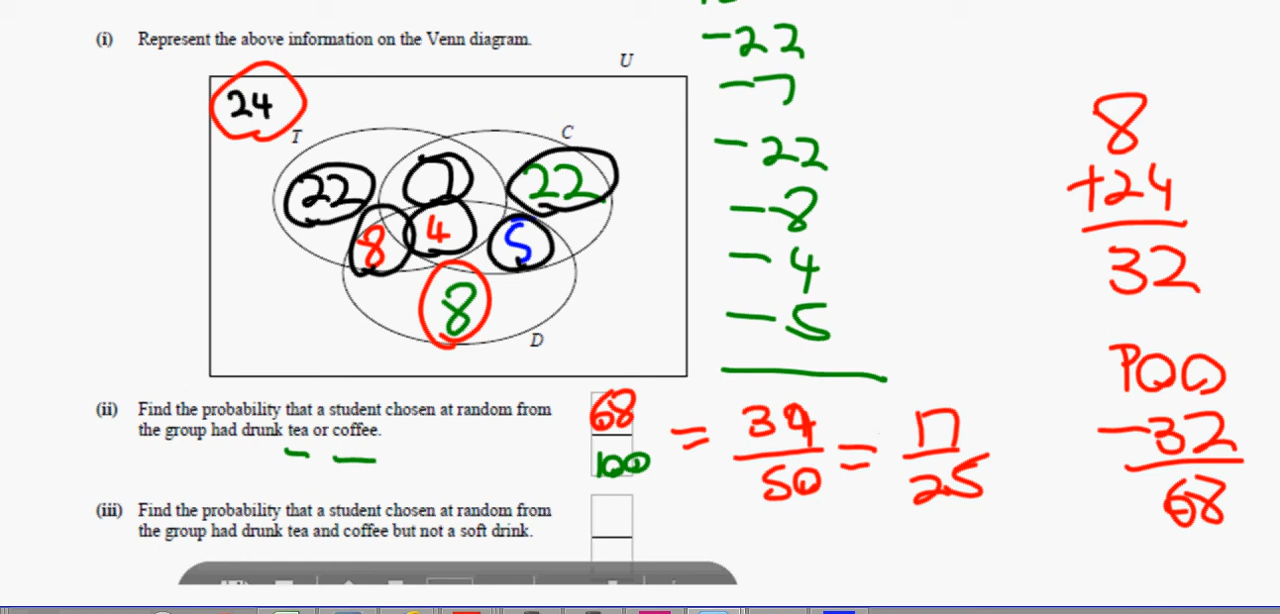 (i) Represent the above information on the Venn diagram.
U
24
T
C
22
7
22
8
4
5
8
D
-22
-7
-22
-8
-4
-5
8
+24
32
100
-32
68
(ii) Find the probability that a student chosen at random from
the group had drunk tea or coffee.
68
100
= 34/50 = 17/25
(iii) Find the probability that a student chosen at random from
the group had drunk tea and coffee but not a soft drink.